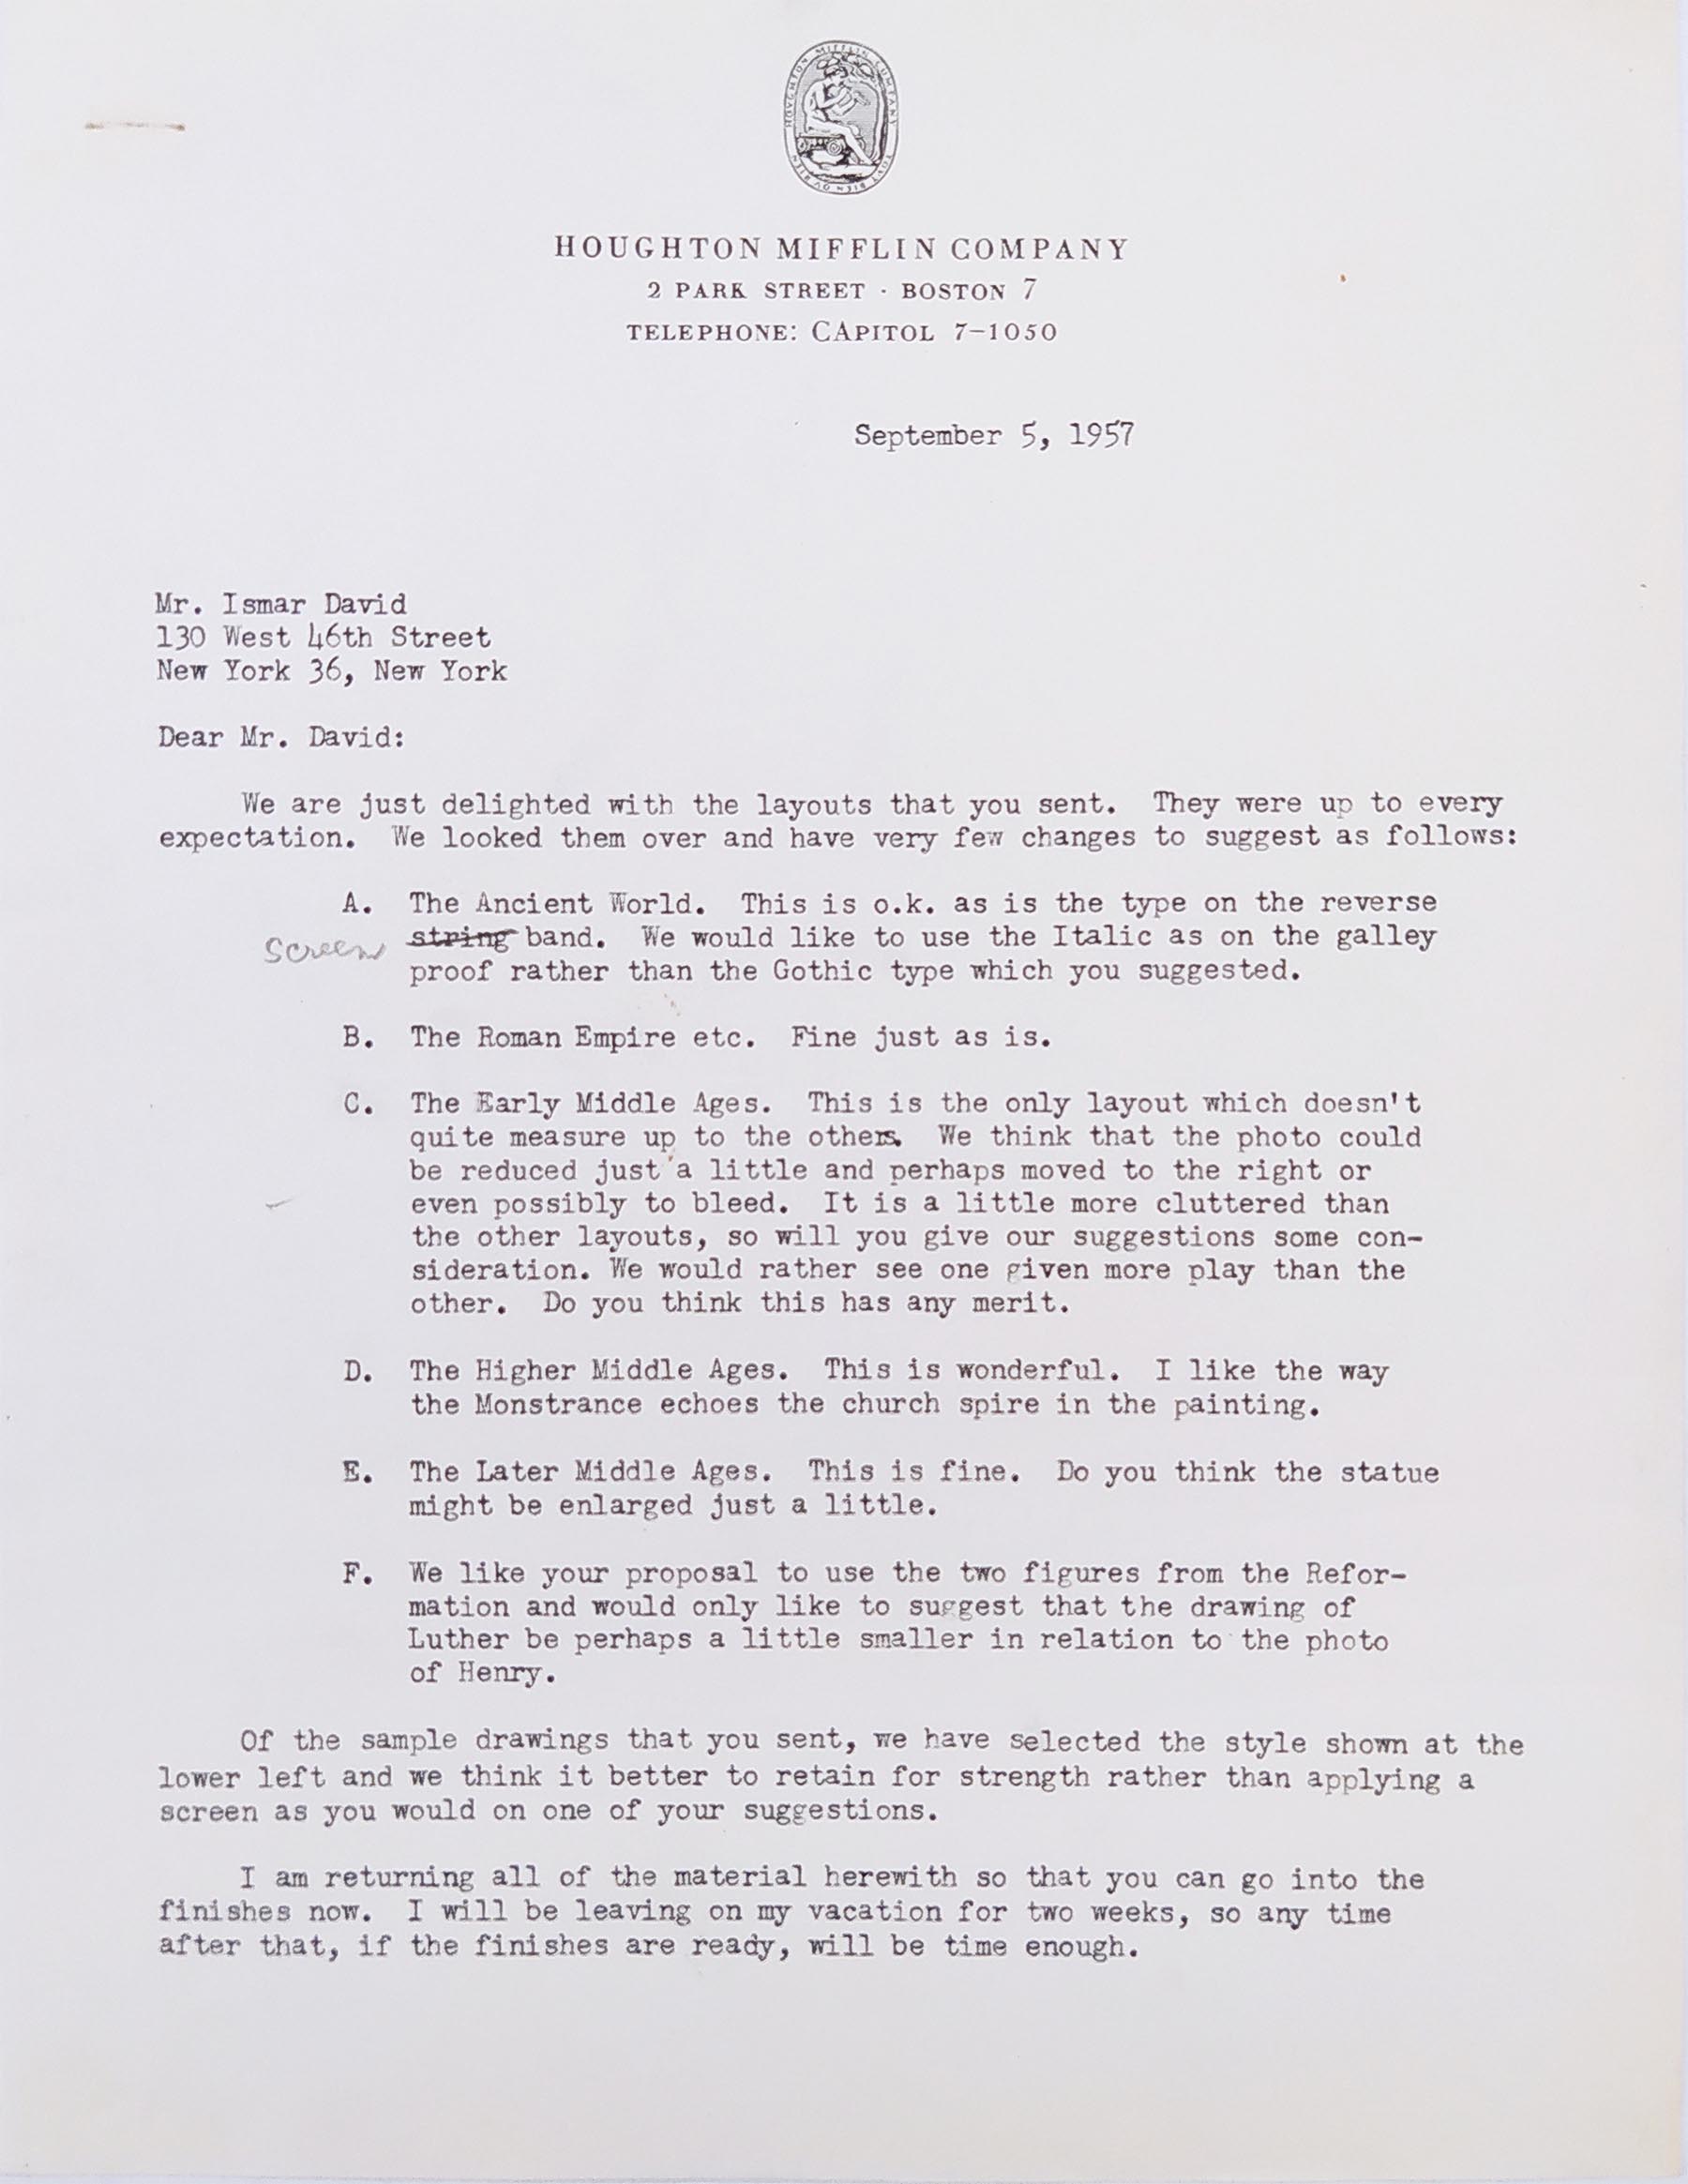 HOUGHTON MIFFLIN COMPANY
TOUT BIEN OU RIEN
HOUGHTON MIFFLIN COMPANY
2 PARK STREET · BOSTON 7
TELEPHONE: CAPITOL 7–1050
September 5, 1957
Mr. Ismar David
130 West 46th Street
New York 36, New York
Dear Mr. David:
We are just delighted with the layouts that you sent. They were up to every
expectation. We looked them over and have very few changes to suggest as follows:
A. The Ancient World. This is o.k. as is the type on the reverse
screen string band. We would like to use the Italic as on the galley
proof rather than the Gothic type which you suggested.
B. The Roman Empire etc. Fine just as is.
C. The Early Middle Ages. This is the only layout which doesn't
quite measure up to the others. We think that the photo could
be reduced just a little and perhaps moved to the right or
even possibly to bleed. It is a little more cluttered than
the other layouts, so will you give our suggestions some con-
sideration. We would rather see one given more play than the
other. Do you think this has any merit.
D. The Higher Middle Ages. This is wonderful. I like the way
the Monstrance echoes the church spire in the painting.
E. The Later Middle Ages. This is fine. Do you think the statue
might be enlarged just a little.
F. We like your proposal to use the two figures from the Refor-
mation and would only like to suggest that the drawing of
Luther be perhaps a little smaller in relation to the photo
of Henry.
Of the sample drawings that you sent, we have selected the style shown at the
lower left and we think it better to retain for strength rather than applying a
screen as you would on one of your suggestions.
I am returning all of the material herewith so that you can go into the
finishes now. I will be leaving on my vacation for two weeks, so any time
after that, if the finishes are ready, will be time enough.